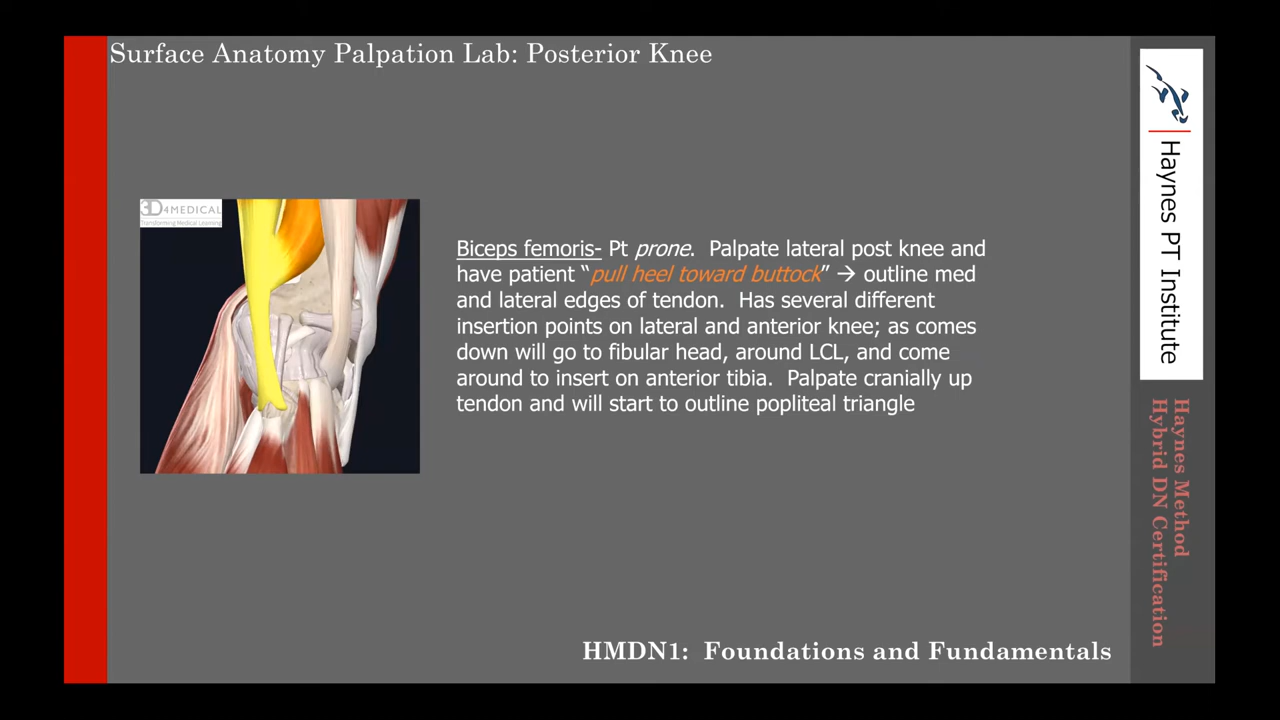 Surface Anatomy Palpation Lab: Posterior Knee
3D4MEDICAL
Transforming Medical Learning
Biceps femoris- Pt prone. Palpate lateral post knee and
have patient “pull heel toward buttock” → outline med
and lateral edges of tendon. Has several different
insertion points on lateral and anterior knee; as comes
down will go to fibular head, around LCL, and come
around to insert on anterior tibia. Palpate cranially up
tendon and will start to outline popliteal triangle
HMDN1: Foundations and Fundamentals
Haynes PT Institute
Haynes Method
Hybrid DN Certification